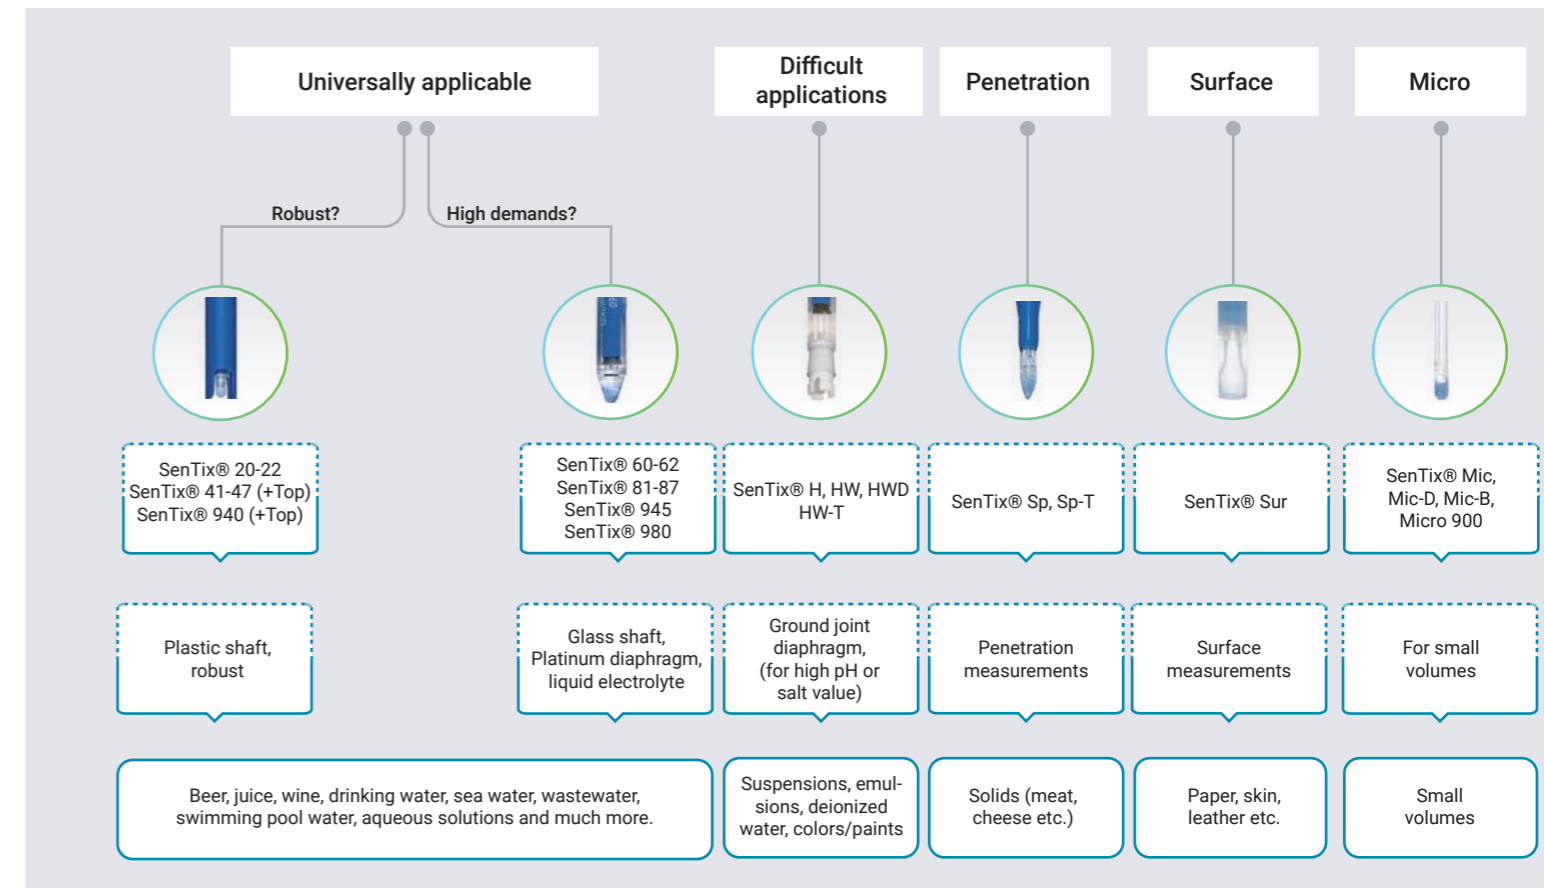 Universally applicable
Difficult
applications
Penetration
Surface
Micro
Robust?
High demands?
SenTix® 20-22
SenTix® 41-47 (+Top)
SenTix® 940 (+Top)
SenTix® 60-62
SenTix® 81-87
SenTix® 945
SenTix® 980
SenTix® H, HW, HWD
HW-T
SenTix® Sp, Sp-T
SenTix® Sur
SenTix® Mic,
Mic-D, Mic-B,
Micro 900
Plastic shaft,
robust
Glass shaft,
Platinum diaphragm,
liquid electrolyte
Ground joint
diaphragm,
(for high pH or
salt value)
Penetration
measurements
Surface
measurements
For small
volumes
Beer, juice, wine, drinking water, sea water, wastewater,
swimming pool water, aqueous solutions and much more.
Suspensions, emul-
sions, deionized
water, colors/paints
Solids (meat,
cheese etc.)
Paper, skin,
leather etc.
Small
volumes